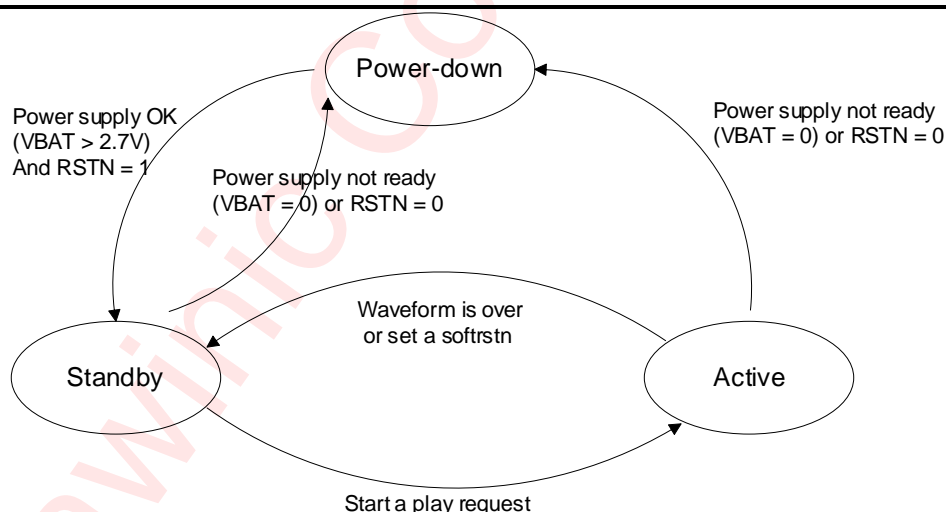 Power-down
Power supply OK
(VBAT > 2.7V)
And RSTN = 1
Power supply not ready
(VBAT = 0) or RSTN = 0
Power supply not ready
(VBAT = 0) or RSTN = 0
Waveform is over
or set a softrstn
Standby
Active
Start a play request